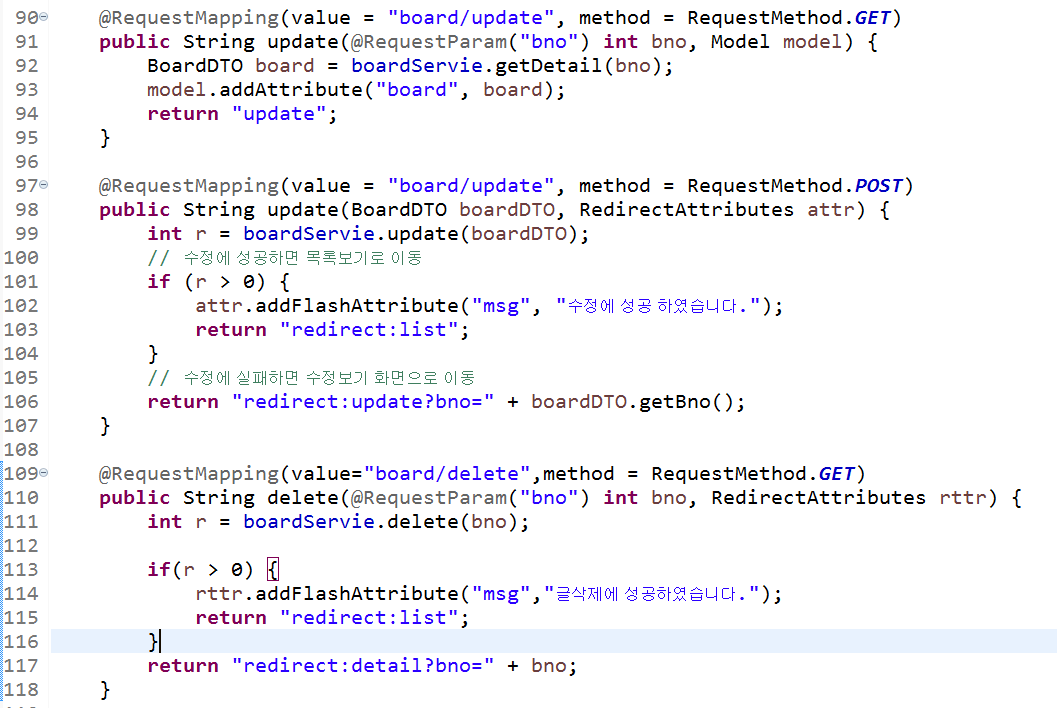 90 @RequestMapping(value = "board/update", method = RequestMethod.GET)
91 public String update(@RequestParam("bno") int bno, Model model) {
92 BoardDTO board = boardServie.getDetail(bno);
93 model.addAttribute("board", board);
94 return "update";
95 }
96
97 @RequestMapping(value = "board/update", method = RequestMethod.POST)
98 public String update(BoardDTO boardDTO, RedirectAttributes attr) {
99 int r = boardServie.update(boardDTO);
100 // 수정에 성공하면 목록보기로 이동
101 if (r > 0) {
102 attr.addFlashAttribute("msg", "수정에 성공 하였습니다.");
103 return "redirect:list";
104 }
105 // 수정에 실패하면 수정보기 화면으로 이동
106 return "redirect:update?bno=" + boardDTO.getBno();
107 }
108
109 @RequestMapping(value="board/delete",method = RequestMethod.GET)
110 public String delete(@RequestParam("bno") int bno, RedirectAttributes rttr) {
111 int r = boardServie.delete(bno);
112
113 if(r > 0) {
114 rttr.addFlashAttribute("msg","글삭제에 성공하였습니다.");
115 return "redirect:list";
116 }
117 return "redirect:detail?bno=" + bno;
118 }